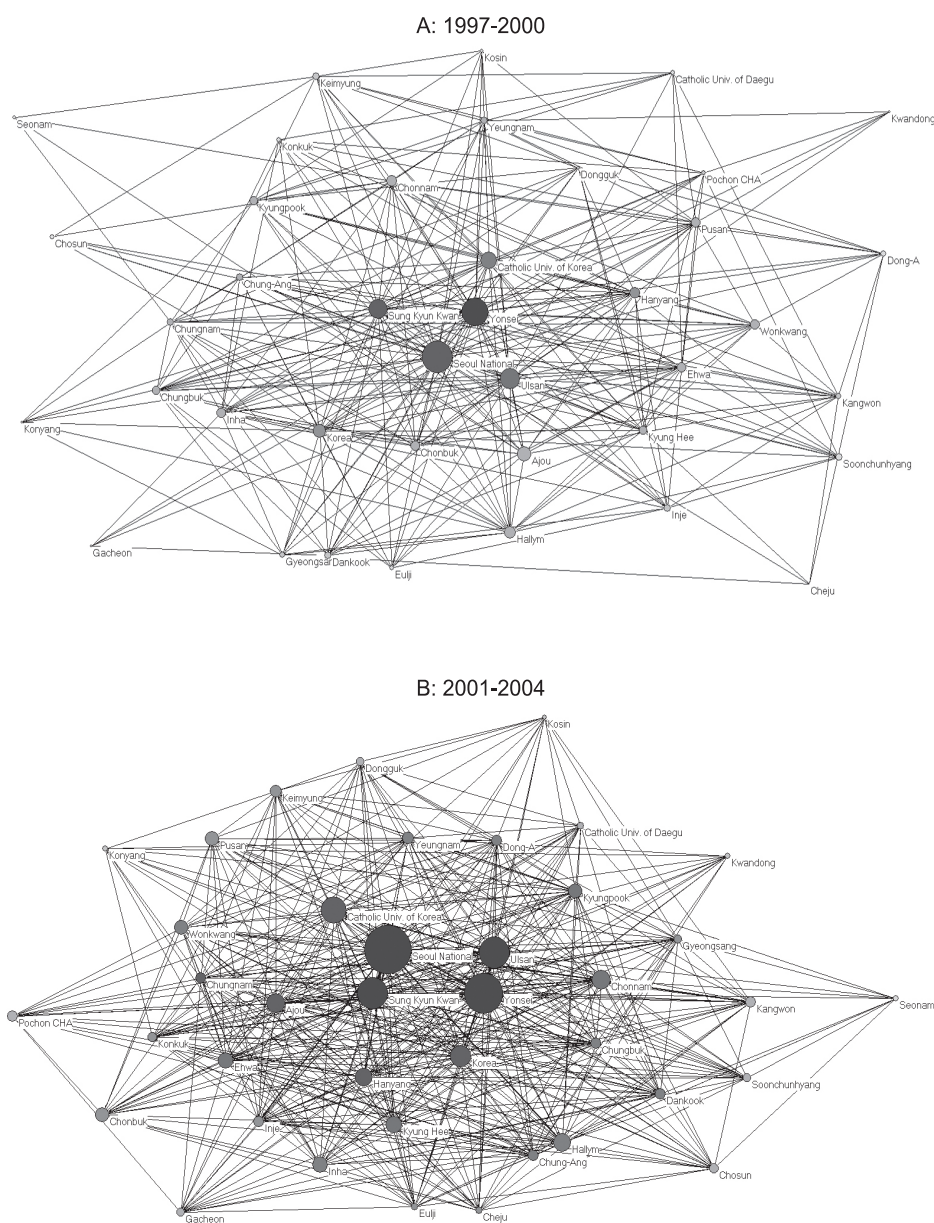 A: 1997-2000
Kosin
Keimyung
Catholic Univ. of Daegu
Kwandong
Seonam
Yeungnam
Konkuk
Dongguk
Pochon CHA
Chonnam
Kyungpook
Pusan
Chosun
Dong-A
Catholic Univ. of Korea
Chung-Ang
Hanyang
Sung Kyun Kwan
Yonsei
Chungnam
Wonkwang
Seoul National
Ehwa
Ulsan
Chungbuk
Kangwon
Inha
Konyang
Korea
Kyung Hee
Chonbuk
Ajou
Soonchunhyang
Inje
Hallym
Gacheon
Gyeongsar
Dankook
Eulji
Cheju
B: 2001-2004
Kosin
Dongguk
Keimyung
Catholic Univ. of Daegu
Pusan
Yeungnam
Dong-A
Konyang
Kwandong
Kyungpook
Catholic Univ. of Korea
Wonkwang
Gyeongsang
Seoul National
Ulsan
Chungnam
Chonnam
Sung Kyun Kwan
Yonsei
Seonam
Kangwon
Ajou
Pochon CHA
Konkuk
Chungbuk
Korea
Ehwa
Hanyang
Soonchunhyang
Dankook
Chonbuk
Inje
Kyung Hee
Hallym
Chung-Ang
Inha
Chosun
Gacheon
Eulji
Cheju